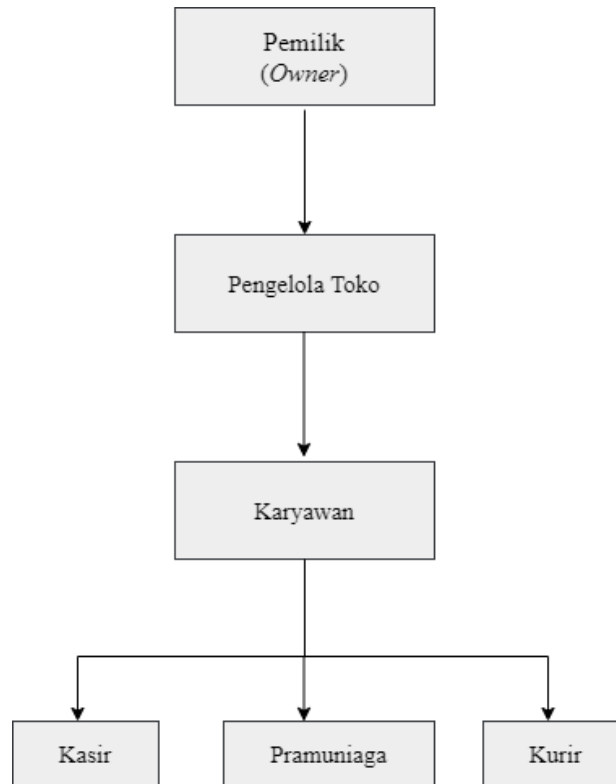 Pemilik
(Owner)
Pengelola Toko
Karyawan
Kasir
Pramuniaga
Kurir